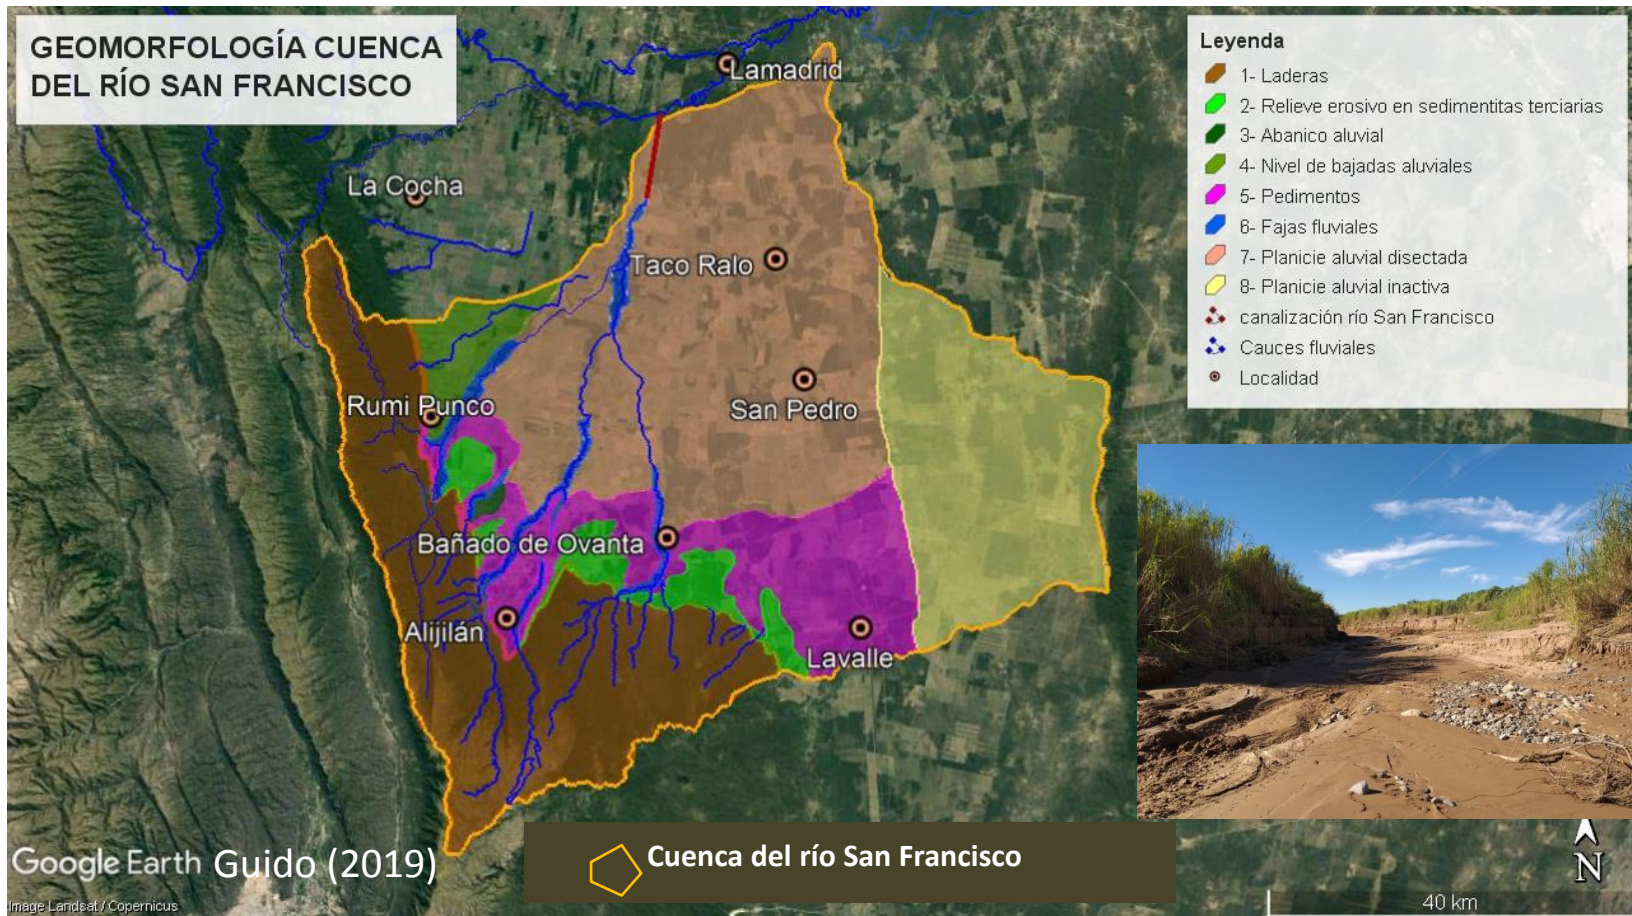 GEOMORFOLOGÍA CUENCA
DEL RÍO SAN FRANCISCO
Leyenda
1- Laderas
2- Relieve erosivo en sedimentitas terciarias
3- Abanico aluvial
4- Nivel de bajadas aluviales
5- Pedimentos
6- Fajas fluviales
7- Planicie aluvial disectada
8- Planicie aluvial inactiva
canalización río San Francisco
Cauces fluviales
Localidad
Lamadrid
La Cocha
Taco Ralo
San Pedro
Rumi Punco
Bañado de Ovanta
Alijilán
Lavalle
Cuenca del río San Francisco
Google Earth Guido (2019)
Image Landsat / Copernicus
N
40 km